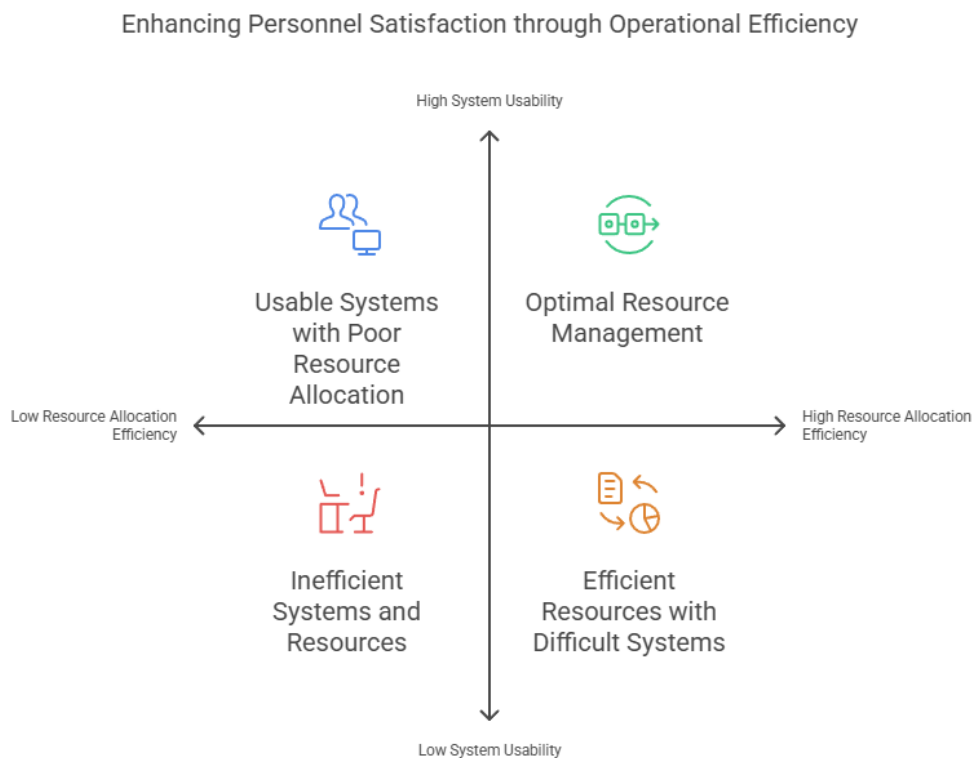 Enhancing Personnel Satisfaction through Operational Efficiency
High System Usability
Usable Systems
with Poor
Resource
Allocation
Optimal Resource
Management
Low Resource Allocation
Efficiency
High Resource Allocation
Efficiency
Inefficient
Systems and
Resources
Efficient
Resources with
Difficult Systems
Low System Usability